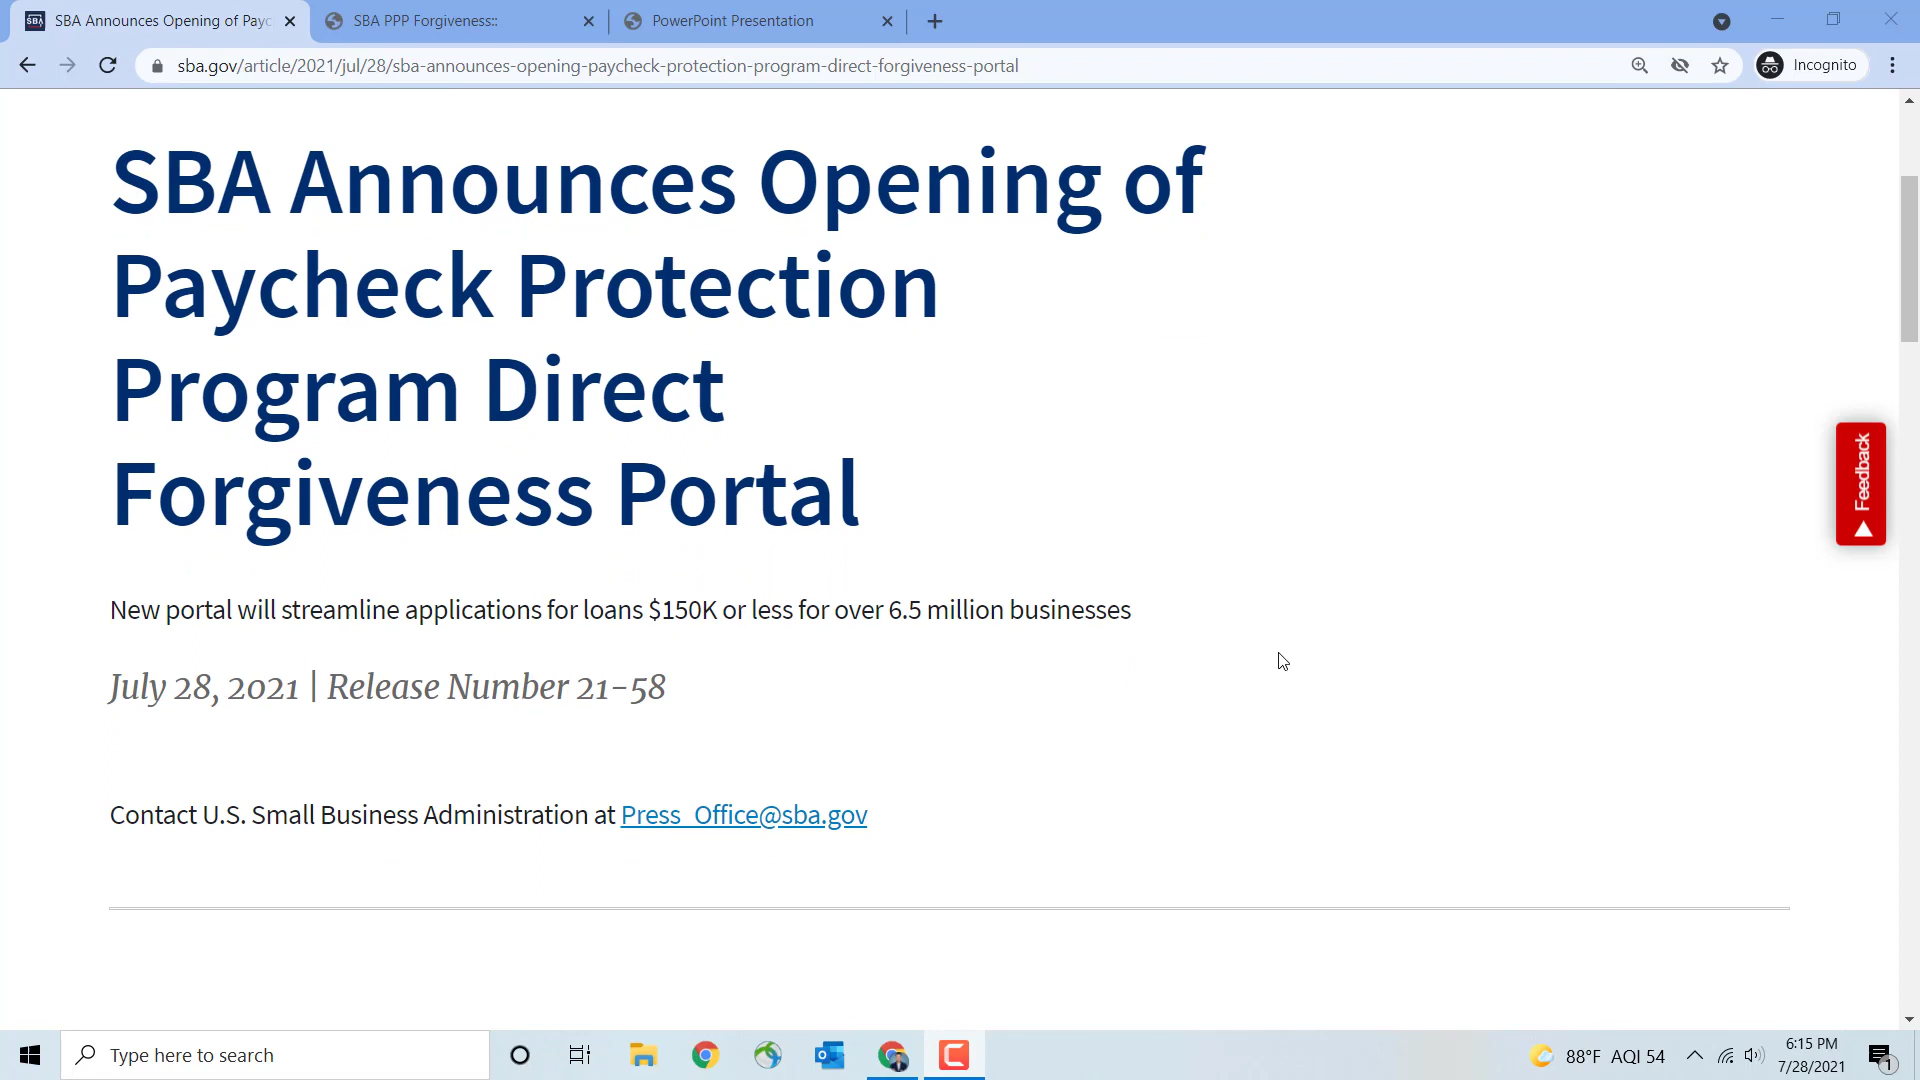 SBA Announces Opening of Payc
SBA PPP Forgiveness::
PowerPoint Presentation
sba.gov/article/2021/jul/28/sba-announces-opening-paycheck-protection-program-direct-forgiveness-portal
Incognito
SBA Announces Opening of
Paycheck Protection
Program Direct
Forgiveness Portal
Feedback
New portal will streamline applications for loans $150K or less for over 6.5 million businesses
July 28, 2021 | Release Number 21-58
Contact U.S. Small Business Administration at Press_Office@sba.gov
Type here to search
88°F AQI 54
6:15 PM
7/28/2021
1